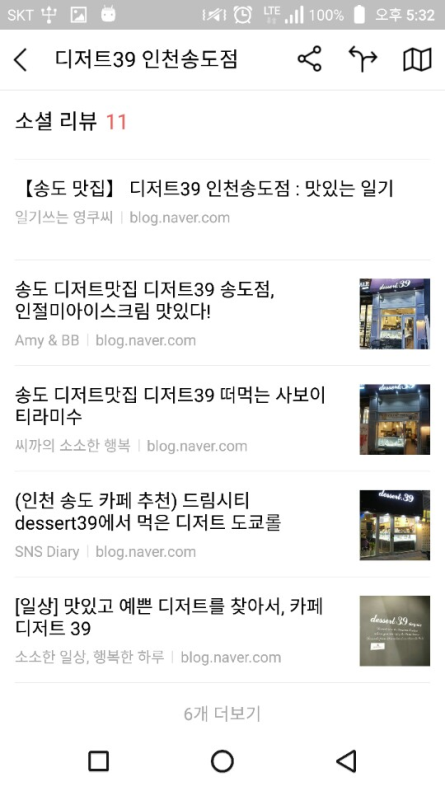 SKT LTE 100% 오후 5:32
디저트39 인천송도점
소셜 리뷰 11
【송도 맛집】 디저트39 인천송도점 : 맛있는 일기
일기쓰는 영쿠씨 | blog.naver.com
송도 디저트맛집 디저트39 송도점,
인절미아이스크림 맛있다!
Amy & BB | blog.naver.com
dessert39
송도 디저트맛집 디저트39 떠먹는 사보이
티라미수
씨까의 소소한 행복 | blog.naver.com
dessert39
(인천 송도 카페 추천) 드림시티
dessert39에서 먹은 디저트 도쿄롤
SNS Diary | blog.naver.com
dessert.39
[일상] 맛있고 예쁜 디저트를 찾아서, 카페
디저트 39
소소한 일상, 행복한 하루 | blog.naver.com
dessert.39
6개 더보기